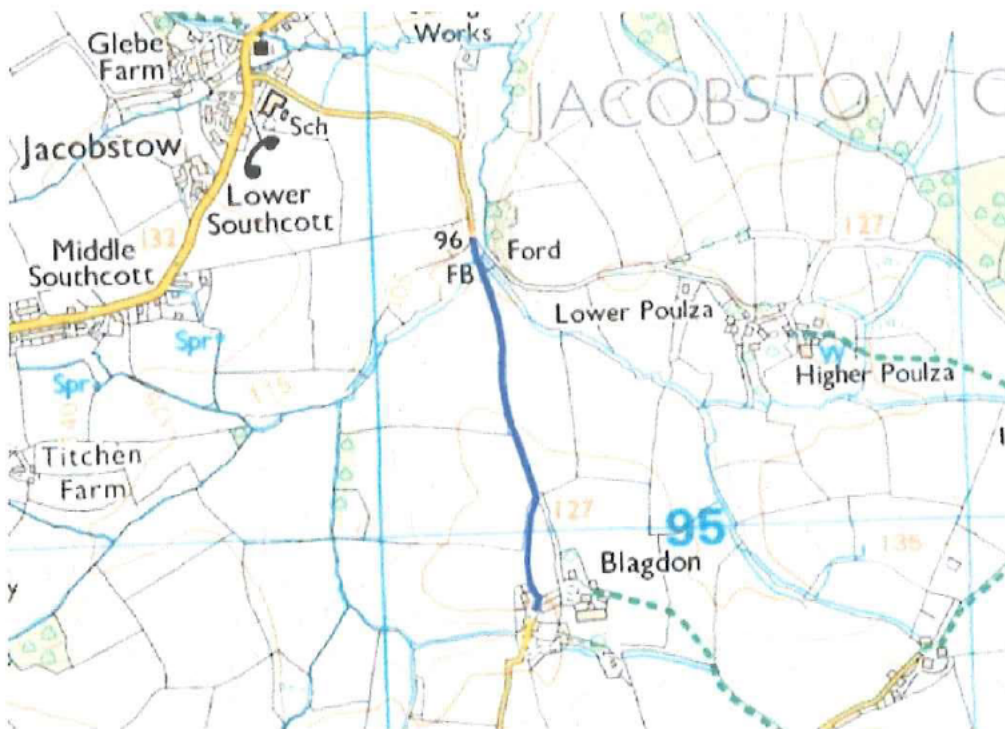 Works
Glebe
Farm
JACOBSTOW
Sch
Jacobstow
Lower
Southcott
Middle
Southcott
132
127
96
Ford
FB
Lower Poulza
Spr
W
Higher Poulza
Spr
115
Titchen
Farm
127
95
135
Blagdon